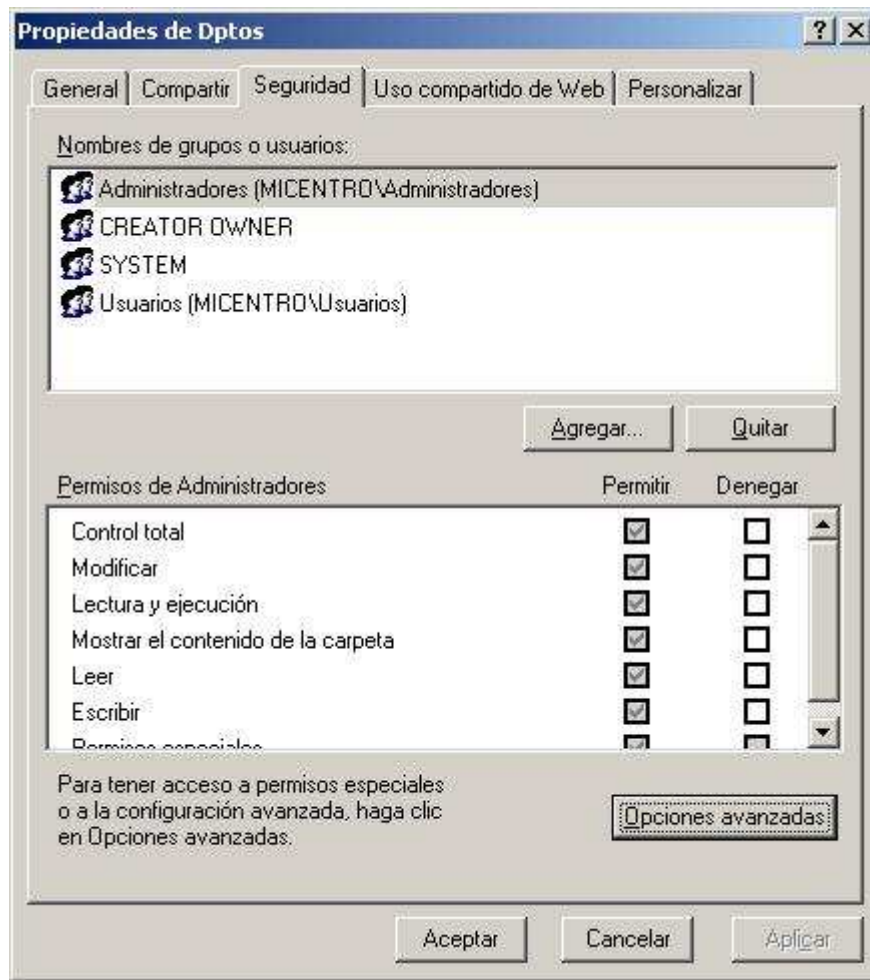 Propiedades de Dptos
General Compartir Seguridad Uso compartido de Web Personalizar
Nombres de grupos o usuarios:
Administradores (MICENTRO\Administradores)
CREATOR OWNER
SYSTEM
Usuarios (MICENTRO\Usuarios)
Agregar... Quitar
Permisos de Administradores Permitir Denegar
Control total
Modificar
Lectura y ejecución
Mostrar el contenido de la carpeta
Leer
Escribir
Permisos especiales
Para tener acceso a permisos especiales
o a la configuración avanzada, haga clic
en Opciones avanzadas.
Opciones avanzadas
Aceptar Cancelar Aplicar